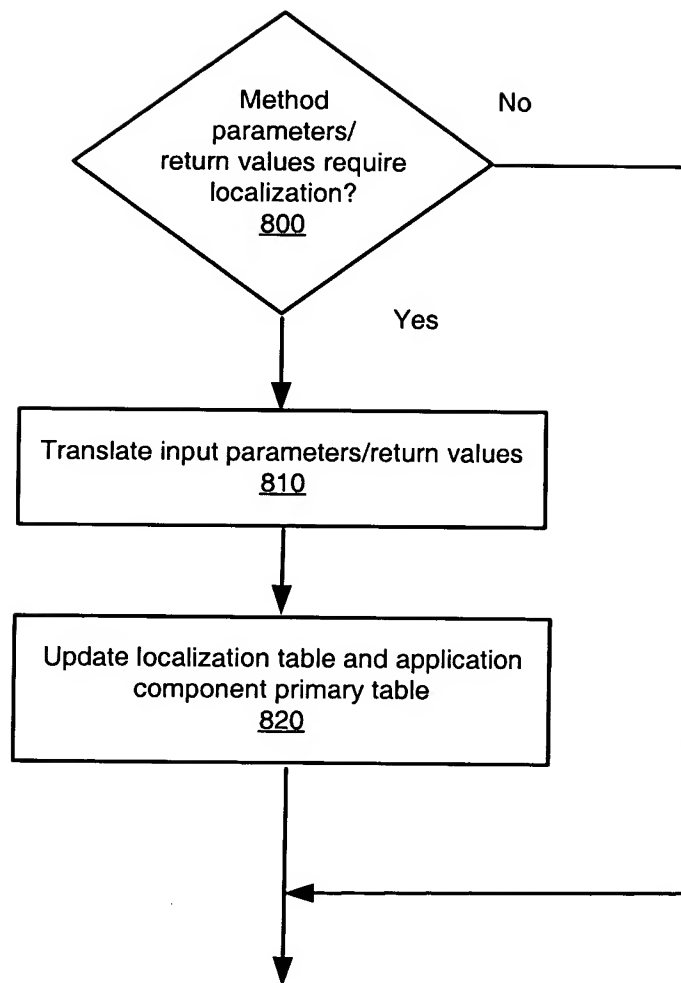 Method
parameters/
return values require
localization?
800
No
Yes
Translate input parameters/return values
810
Update localization table and application
component primary table
820